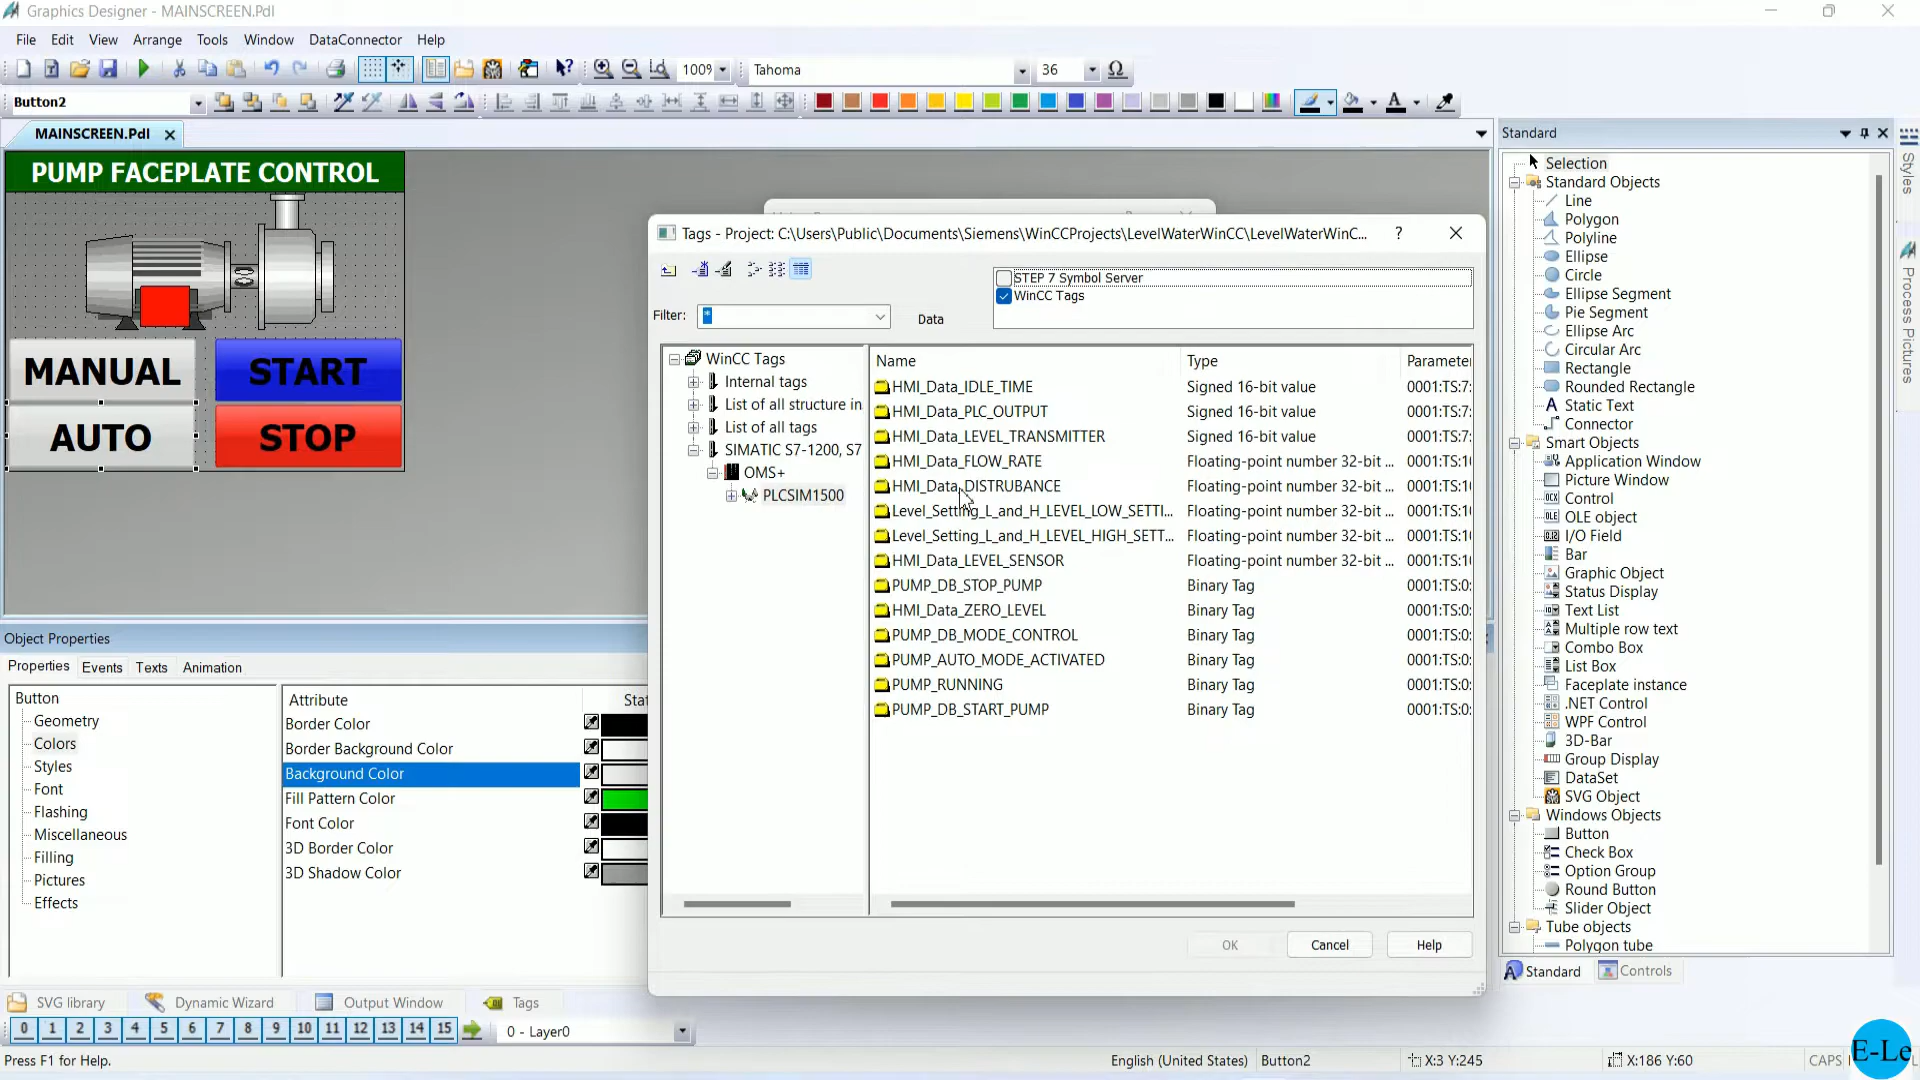 Graphics Designer - MAINSCREEN.Pdl
File Edit View Arrange Tools Window DataConnector Help
100% Tahoma 36 Ω
Button2
MAINSCREEN.Pdl
PUMP FACEPLATE CONTROL
MANUAL START
AUTO STOP
Object Properties
Properties Events Texts Animation
Button
Geometry
Colors
Styles
Font
Flashing
Miscellaneous
Filling
Pictures
Effects
Attribute Stat
Border Color
Border Background Color
Background Color
Fill Pattern Color
Font Color
3D Border Color
3D Shadow Color
Tags - Project: C:\Users\Public\Documents\Siemens\WinCCProjects\LevelWaterWinCC\LevelWaterWinC... ?
STEP 7 Symbol Server
WinCC Tags
Filter: * Data
WinCC Tags
Internal tags
List of all structure in
List of all tags
SIMATIC S7-1200, S7
OMS+
PLCSIM1500
Name Type Parameter
HMI_Data_IDLE_TIME Signed 16-bit value 0001:TS:7:
HMI_Data_PLC_OUTPUT Signed 16-bit value 0001:TS:7:
HMI_Data_LEVEL_TRANSMITTER Signed 16-bit value 0001:TS:7:
HMI_Data_FLOW_RATE Floating-point number 32-bit ... 0001:TS:1
HMI_Data_DISTRUBANCE Floating-point number 32-bit ... 0001:TS:1
Level_Setting_L_and_H_LEVEL_LOW_SETTI... Floating-point number 32-bit ... 0001:TS:1
Level_Setting_L_and_H_LEVEL_HIGH_SETT... Floating-point number 32-bit ... 0001:TS:1
HMI_Data_LEVEL_SENSOR Floating-point number 32-bit ... 0001:TS:1
PUMP_DB_STOP_PUMP Binary Tag 0001:TS:0:
HMI_Data_ZERO_LEVEL Binary Tag 0001:TS:0:
PUMP_DB_MODE_CONTROL Binary Tag 0001:TS:0:
PUMP_AUTO_MODE_ACTIVATED Binary Tag 0001:TS:0:
PUMP_RUNNING Binary Tag 0001:TS:0:
PUMP_DB_START_PUMP Binary Tag 0001:TS:0:
OK Cancel Help
Standard
Selection
Standard Objects
Line
Polygon
Polyline
Ellipse
Circle
Ellipse Segment
Pie Segment
Ellipse Arc
Circular Arc
Rectangle
Rounded Rectangle
A Static Text
Connector
Smart Objects
Application Window
Picture Window
Control
OLE object
I/O Field
Bar
Graphic Object
Status Display
Text List
Multiple row text
Combo Box
List Box
Faceplate instance
.NET Control
WPF Control
3D-Bar
Group Display
DataSet
SVG Object
Windows Objects
Button
Check Box
Option Group
Round Button
Slider Object
Tube objects
Polygon tube
Standard Controls
Styles
Process Pictures
SVG library Dynamic Wizard Output Window Tags
0 1 2 3 4 5 6 7 8 9 10 11 12 13 14 15 0 - Layer0
Press F1 for Help. English (United States) Button2 X:3 Y:245 X:186 Y:60 CAPS
E-Le